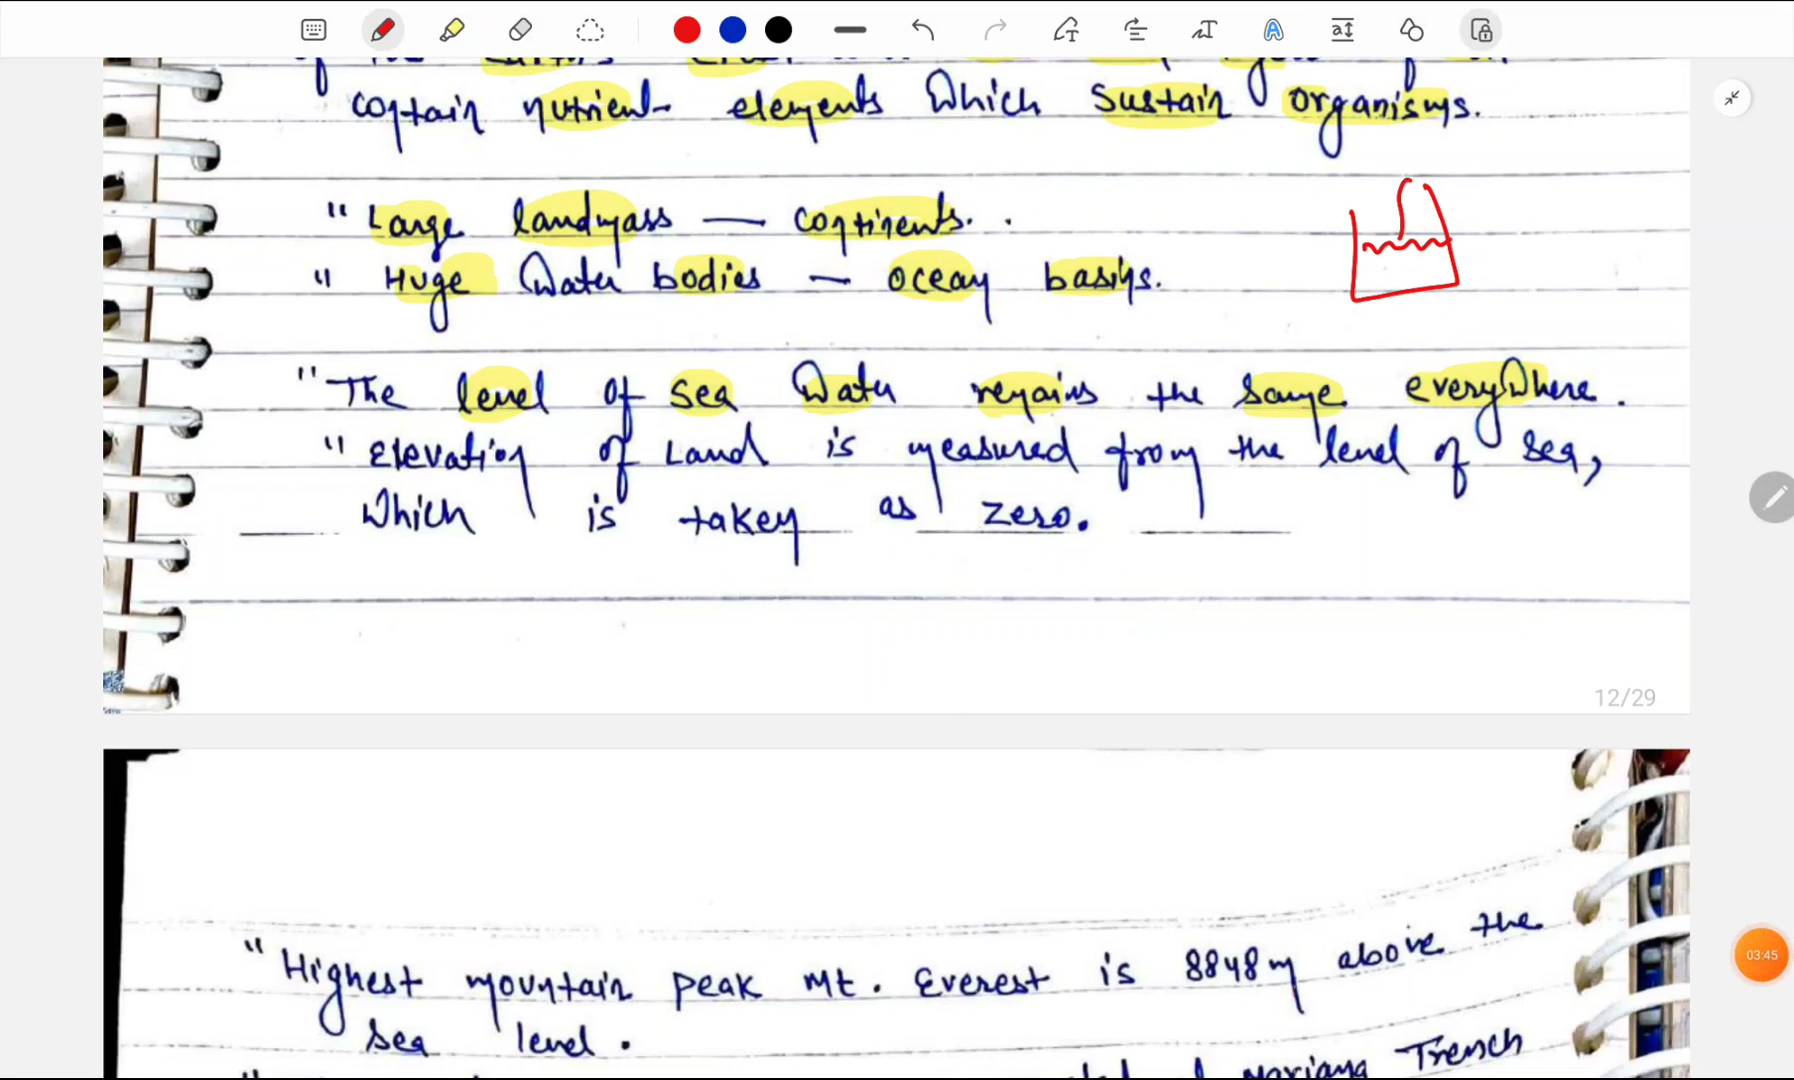 contain nutrient elements which sustain organisms.
" Large landmass — continents.
" Huge Water bodies — ocean basins.
"The level of sea Water remains the same everywhere.
" Elevation of Land is measured from the level of sea,
which is taken as zero.
12/29
" Highest mountain peak Mt. Everest is 8848m above the
sea level.
Mariana Trench
03:45